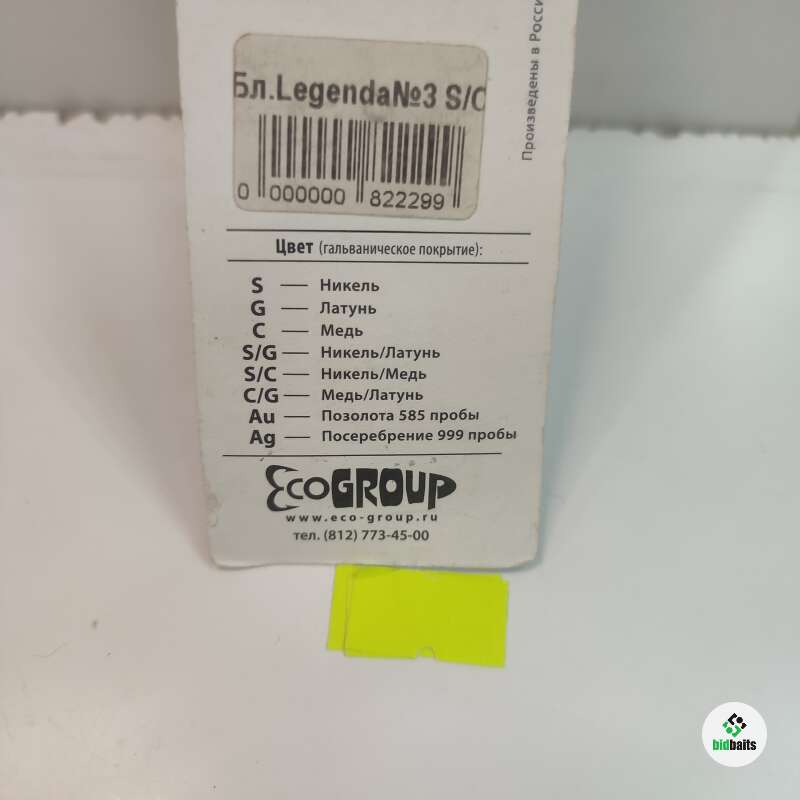 Бл.Legenda№3 S/C
0 000000 822299
Произведены в Росси
Цвет (гальваническое покрытие):
S — Никель
G — Латунь
C — Медь
S/G — Никель/Латунь
S/C — Никель/Медь
C/G — Медь/Латунь
Au — Позолота 585 пробы
Ag — Посеребрение 999 пробы
ECOGROUP
www.eco-group.ru
тел. (812) 773-45-00
bidbaits